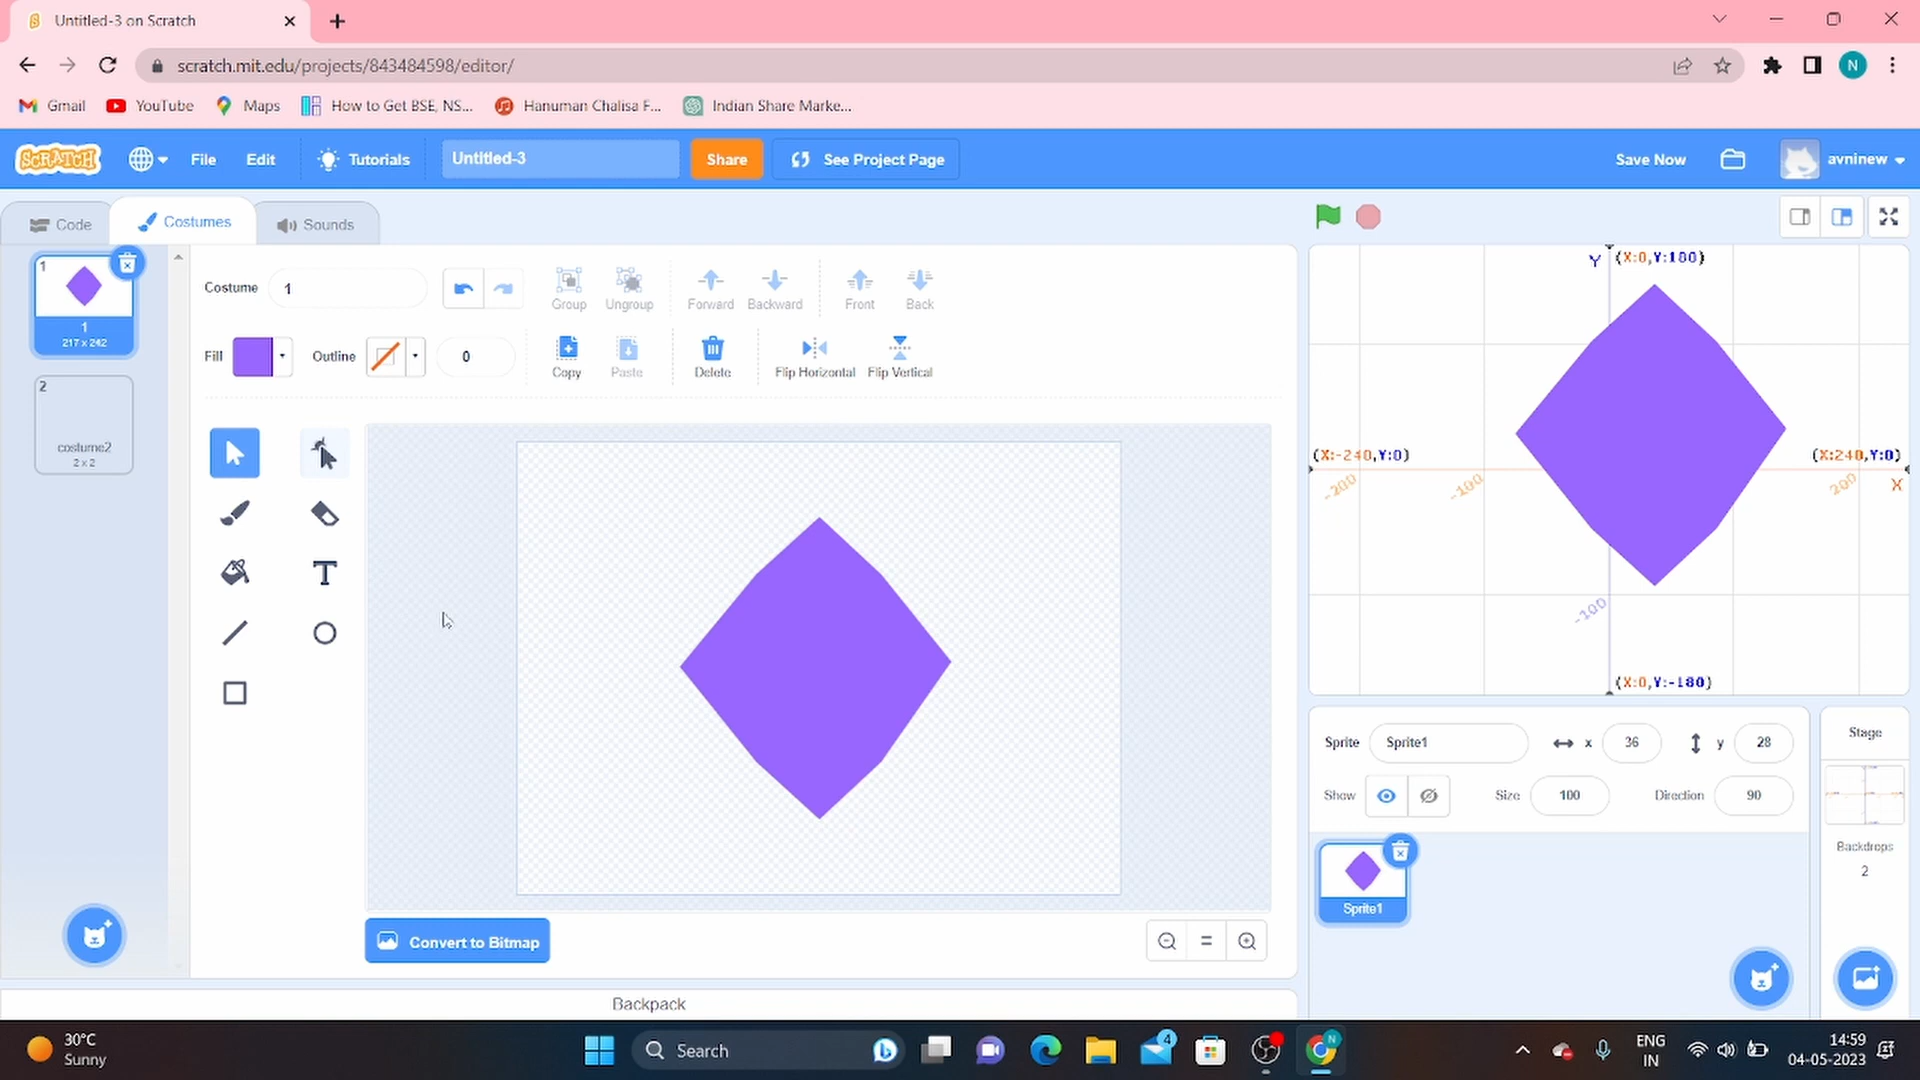 Untitled-3 on Scratch
scratch.mit.edu/projects/843484598/editor/
N
Gmail YouTube Maps How to Get BSE, NS... Hanuman Chalisa F... Indian Share Marke...
SCRATCH File Edit Tutorials Untitled-3 Share See Project Page Save Now avninew
Code Costumes Sounds
1
1
217 x 242
2
costume2
2 x 2
Costume 1 Group Ungroup Forward Backward Front Back
Fill Outline 0 Copy Paste Delete Flip Horizontal Flip Vertical
T
Convert to Bitmap
Backpack
Y (X:0,Y:180)
(X:-240,Y:0) (X:240,Y:0)
-200 -100 200 X
-100
(X:0,Y:-180)
Sprite Sprite1 x 36 y 28
Show Size 100 Direction 90
Sprite1
Stage
Backdrops
2
30°C
Sunny
Search
4
N
ENG
IN
14:59
04-05-2023